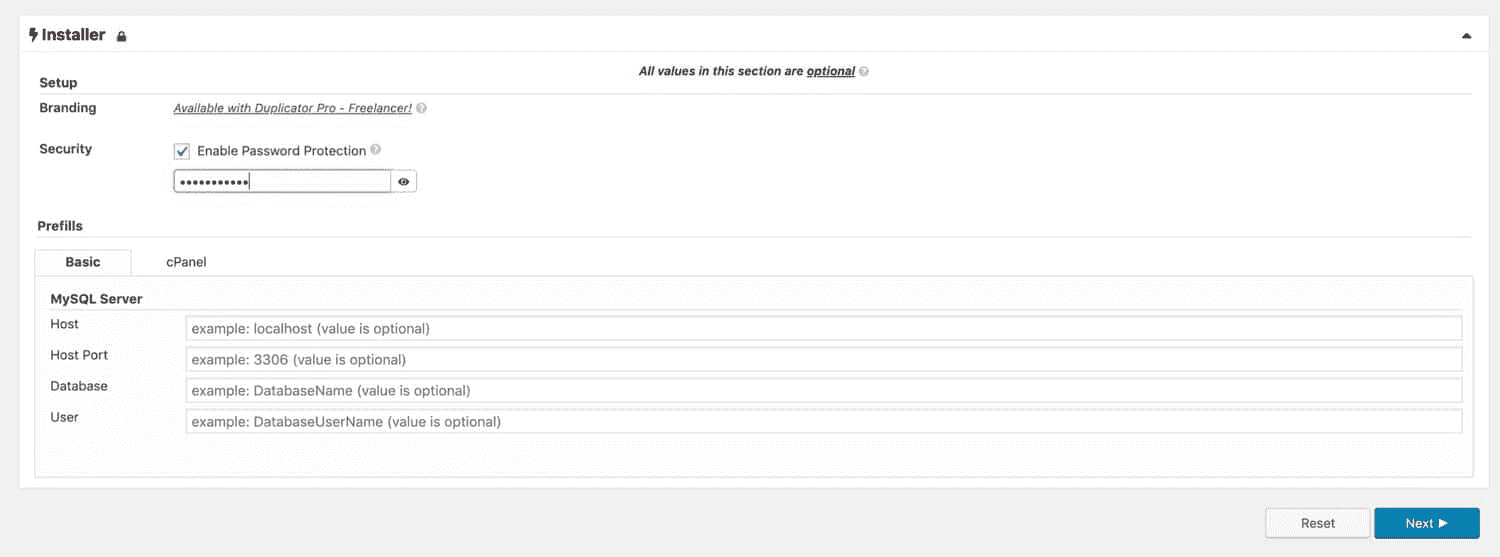 Installer
All values in this section are optional
Setup
Branding
Available with Duplicator Pro - Freelancer!
Security
Enable Password Protection
•••••••••••
Prefills
Basic
cPanel
MySQL Server
Host
example: localhost (value is optional)
Host Port
example: 3306 (value is optional)
Database
example: DatabaseName (value is optional)
User
example: DatabaseUserName (value is optional)
Reset
Next ▶